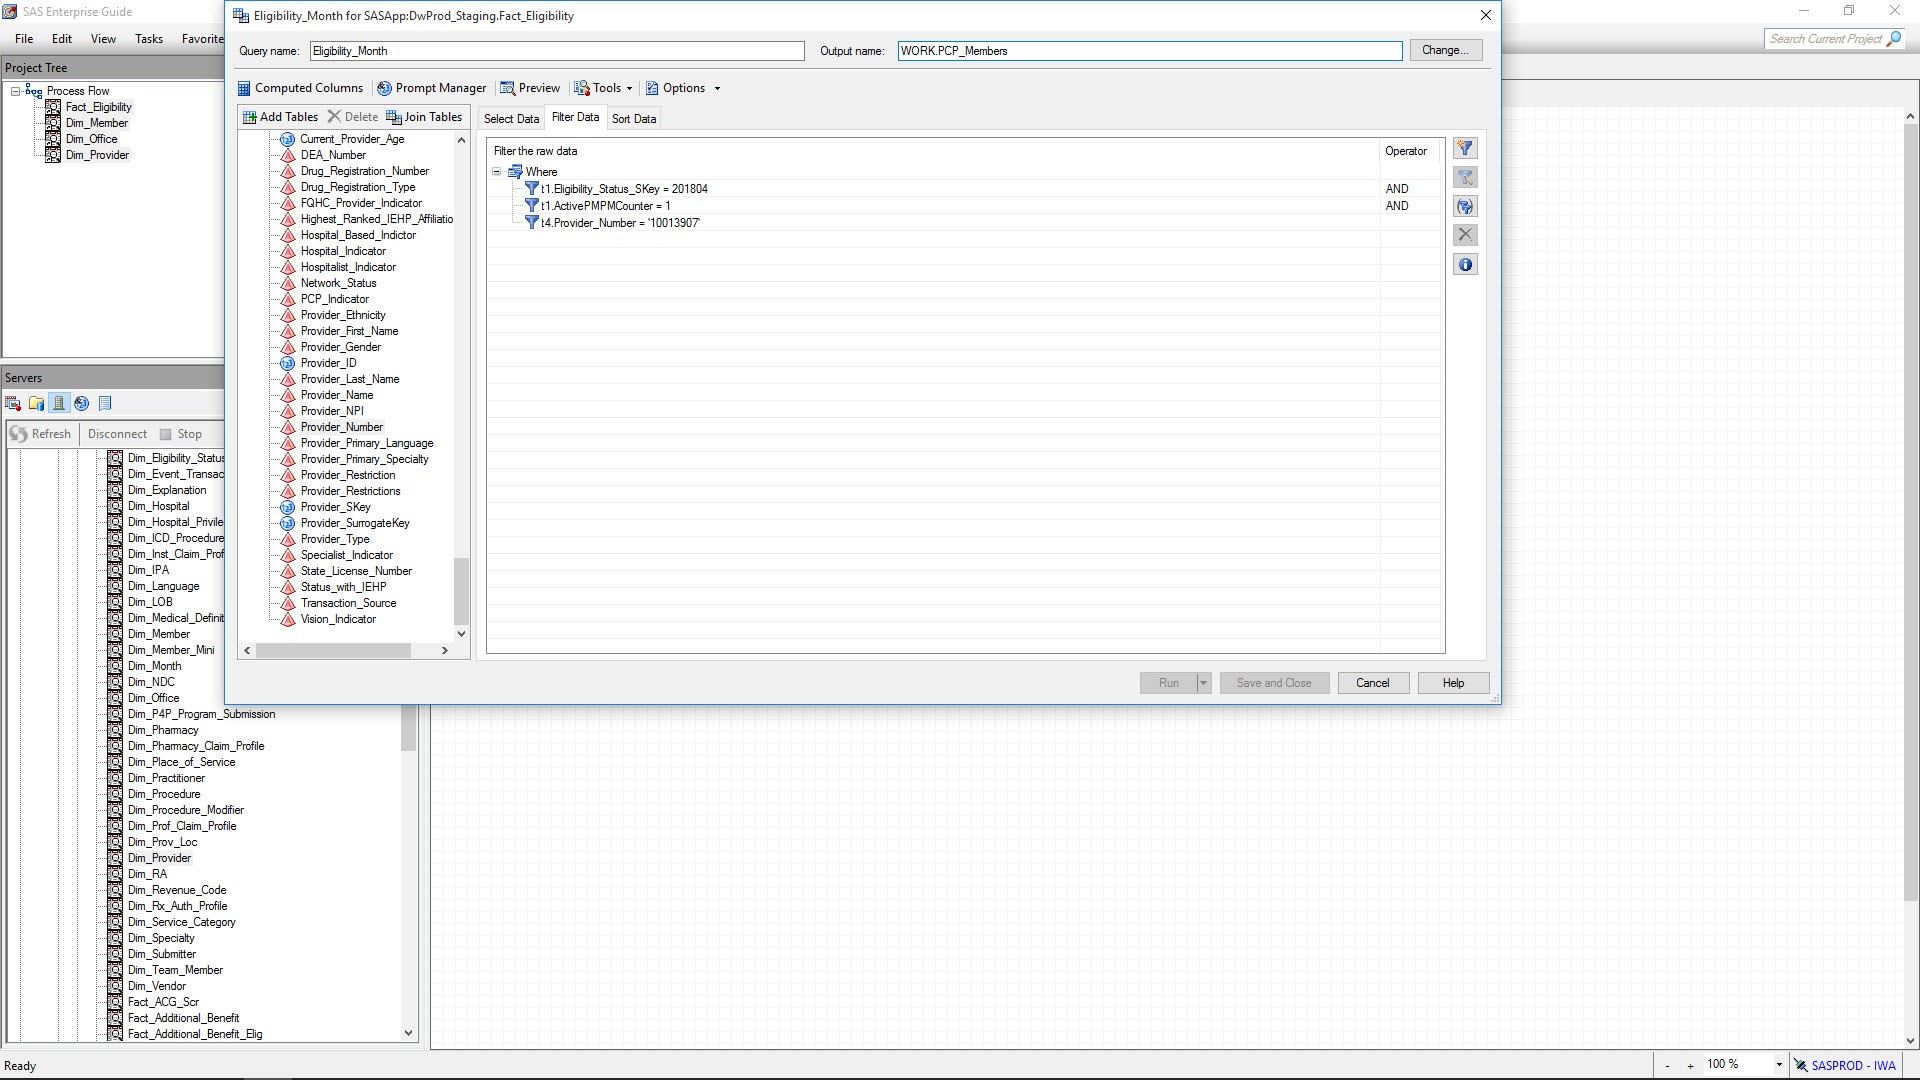 SAS Enterprise Guide
File Edit View Tasks Favorite
Search Current Project
Project Tree
Process Flow
Fact_Eligibility
Dim_Member
Dim_Office
Dim_Provider
Servers
Refresh Disconnect Stop
Dim_Eligibility_Status
Dim_Event_Transac
Dim_Explanation
Dim_Hospital
Dim_Hospital_Privile
Dim_ICD_Procedure
Dim_Inst_Claim_Prof
Dim_IPA
Dim_Language
Dim_LOB
Dim_Medical_Definit
Dim_Member
Dim_Member_Mini
Dim_Month
Dim_NDC
Dim_Office
Dim_P4P_Program_Submission
Dim_Pharmacy
Dim_Pharmacy_Claim_Profile
Dim_Place_of_Service
Dim_Practitioner
Dim_Procedure
Dim_Procedure_Modifier
Dim_Prof_Claim_Profile
Dim_Prov_Loc
Dim_Provider
Dim_RA
Dim_Revenue_Code
Dim_Rx_Auth_Profile
Dim_Service_Category
Dim_Specialty
Dim_Submitter
Dim_Team_Member
Dim_Vendor
Fact_ACG_Scr
Fact_Additional_Benefit
Fact_Additional_Benefit_Elig
Eligibility_Month for SASApp:DwProd_Staging.Fact_Eligibility
Query name: Eligibility_Month Output name: WORK.PCP_Members Change...
Computed Columns Prompt Manager Preview Tools Options
Add Tables Delete Join Tables
Current_Provider_Age
DEA_Number
Drug_Registration_Number
Drug_Registration_Type
FQHC_Provider_Indicator
Highest_Ranked_IEHP_Affiliatio
Hospital_Based_Indictor
Hospital_Indicator
Hospitalist_Indicator
Network_Status
PCP_Indicator
Provider_Ethnicity
Provider_First_Name
Provider_Gender
Provider_ID
Provider_Last_Name
Provider_Name
Provider_NPI
Provider_Number
Provider_Primary_Language
Provider_Primary_Specialty
Provider_Restriction
Provider_Restrictions
Provider_SKey
Provider_SurrogateKey
Provider_Type
Specialist_Indicator
State_License_Number
Status_with_IEHP
Transaction_Source
Vision_Indicator
Select Data Filter Data Sort Data
Filter the raw data Operator
Where
t1.Eligibility_Status_SKey = 201804 AND
t1.ActivePMPMCounter = 1 AND
t4.Provider_Number = '10013907'
Run Save and Close Cancel Help
Ready
- + 100 % SASPROD - IWA